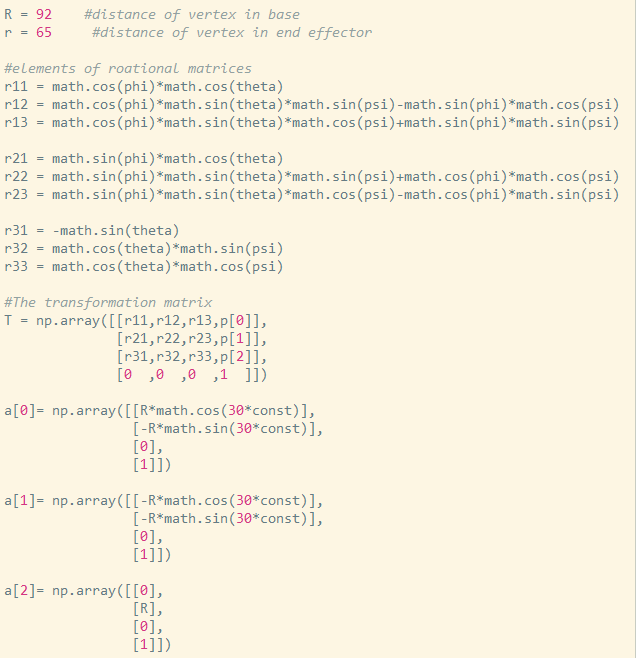 R = 92    #distance of vertex in base
r = 65     #distance of vertex in end effector
#elements of roational matrices
r11 = math.cos(phi)*math.cos(theta)
r12 = math.cos(phi)*math.sin(theta)*math.sin(psi)-math.sin(phi)*math.cos(psi)
r13 = math.cos(phi)*math.sin(theta)*math.cos(psi)+math.sin(phi)*math.sin(psi)
r21 = math.sin(phi)*math.cos(theta)
r22 = math.sin(phi)*math.sin(theta)*math.sin(psi)+math.cos(phi)*math.cos(psi)
r23 = math.sin(phi)*math.sin(theta)*math.cos(psi)-math.cos(phi)*math.sin(psi)
r31 = -math.sin(theta)
r32 = math.cos(theta)*math.sin(psi)
r33 = math.cos(theta)*math.cos(psi)
#The transformation matrix
T = np.array([[r11,r12,r13,p[0]],
              [r21,r22,r23,p[1]],
              [r31,r32,r33,p[2]],
              [0  ,0  ,0  ,1  ]])
a[0]= np.array([[R*math.cos(30*const)],
                [-R*math.sin(30*const)],
                [0],
                [1]])
a[1]= np.array([[-R*math.cos(30*const)],
                [-R*math.sin(30*const)],
                [0],
                [1]])
a[2]= np.array([[0],
                [R],
                [0],
                [1]])